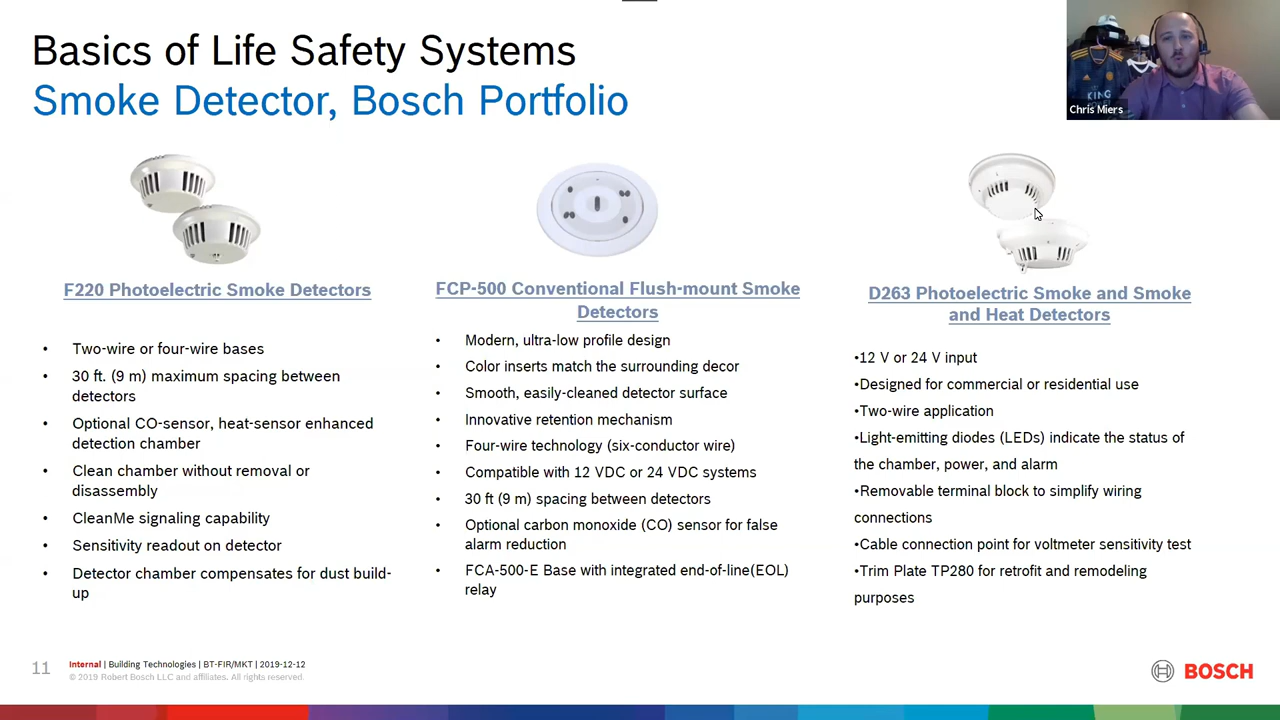 Basics of Life Safety Systems
Smoke Detector, Bosch Portfolio
KING
Chris Miers
F220 Photoelectric Smoke Detectors
• Two-wire or four-wire bases
• 30 ft. (9 m) maximum spacing between
detectors
• Optional CO-sensor, heat-sensor enhanced
detection chamber
• Clean chamber without removal or
disassembly
• CleanMe signaling capability
• Sensitivity readout on detector
• Detector chamber compensates for dust build-
up
FCP-500 Conventional Flush-mount Smoke
Detectors
• Modern, ultra-low profile design
• Color inserts match the surrounding decor
• Smooth, easily-cleaned detector surface
• Innovative retention mechanism
• Four-wire technology (six-conductor wire)
• Compatible with 12 VDC or 24 VDC systems
• 30 ft (9 m) spacing between detectors
• Optional carbon monoxide (CO) sensor for false
alarm reduction
• FCA-500-E Base with integrated end-of-line(EOL)
relay
D263 Photoelectric Smoke and Smoke
and Heat Detectors
•12 V or 24 V input
•Designed for commercial or residential use
•Two-wire application
•Light-emitting diodes (LEDs) indicate the status of
the chamber, power, and alarm
•Removable terminal block to simplify wiring
connections
•Cable connection point for voltmeter sensitivity test
•Trim Plate TP280 for retrofit and remodeling
purposes
11
Internal | Building Technologies | BT-FIR/MKT | 2019-12-12
© 2019 Robert Bosch LLC and affiliates. All rights reserved.
BOSCH